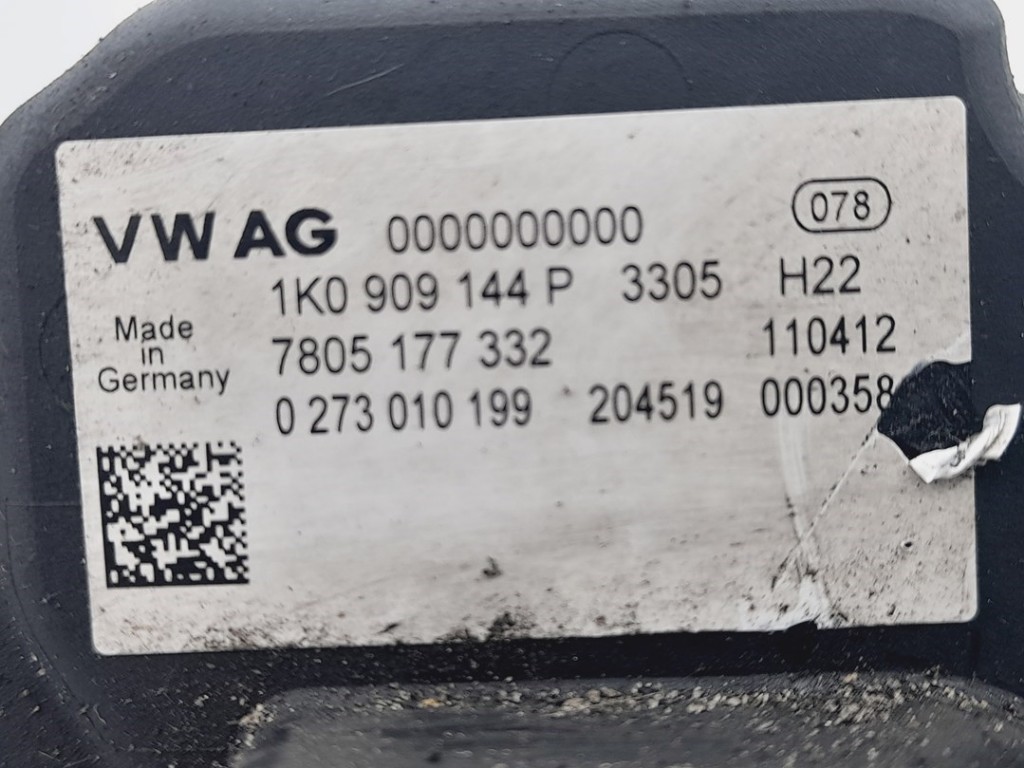 VW AG 0000000000 078
1K0 909 144 P 3305 H22
Made in Germany
7805 177 332 110412
0 273 010 199 204519 000358